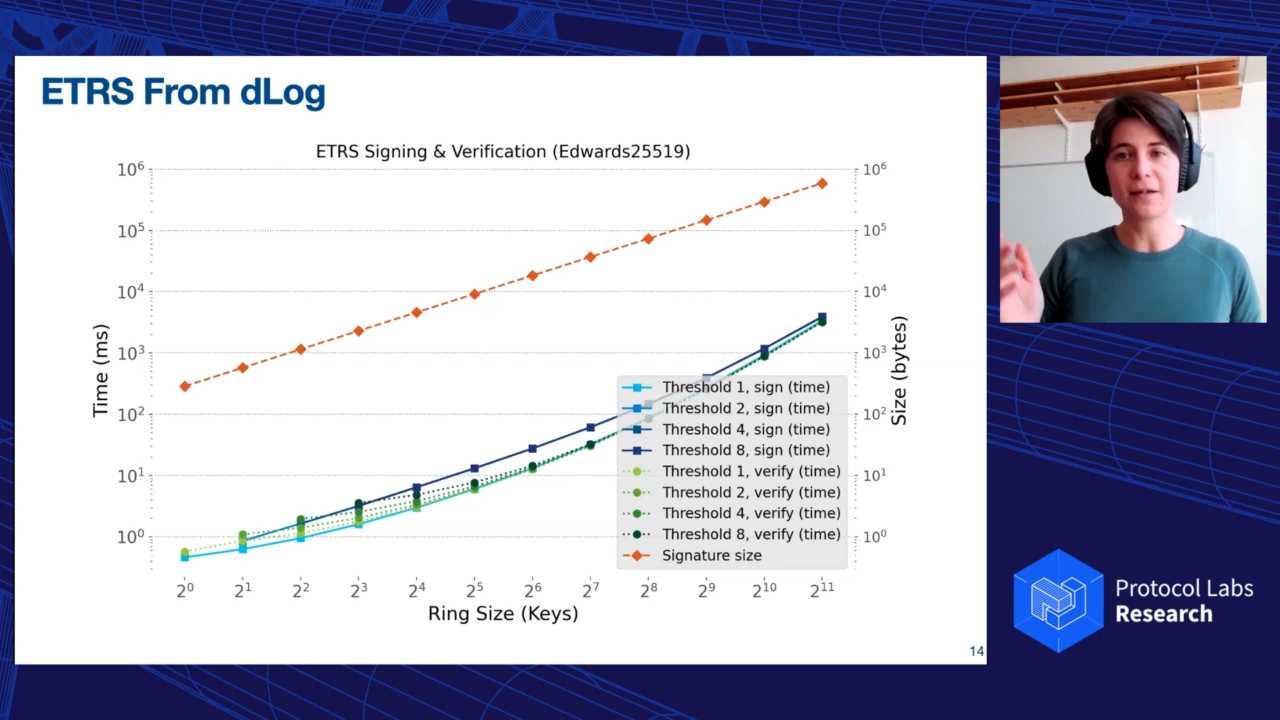 ETRS From dLog
ETRS Signing & Verification (Edwards25519)
10⁶
10⁵
10⁴
10³
10²
10¹
10⁰
Time (ms)
10⁶
10⁵
10⁴
10³
10²
10¹
10⁰
Size (bytes)
Threshold 1, sign (time)
Threshold 2, sign (time)
Threshold 4, sign (time)
Threshold 8, sign (time)
Threshold 1, verify (time)
Threshold 2, verify (time)
Threshold 4, verify (time)
Threshold 8, verify (time)
Signature size
2⁰ 2¹ 2² 2³ 2⁴ 2⁵ 2⁶ 2⁷ 2⁸ 2⁹ 2¹⁰ 2¹¹
Ring Size (Keys)
14
Protocol Labs
Research